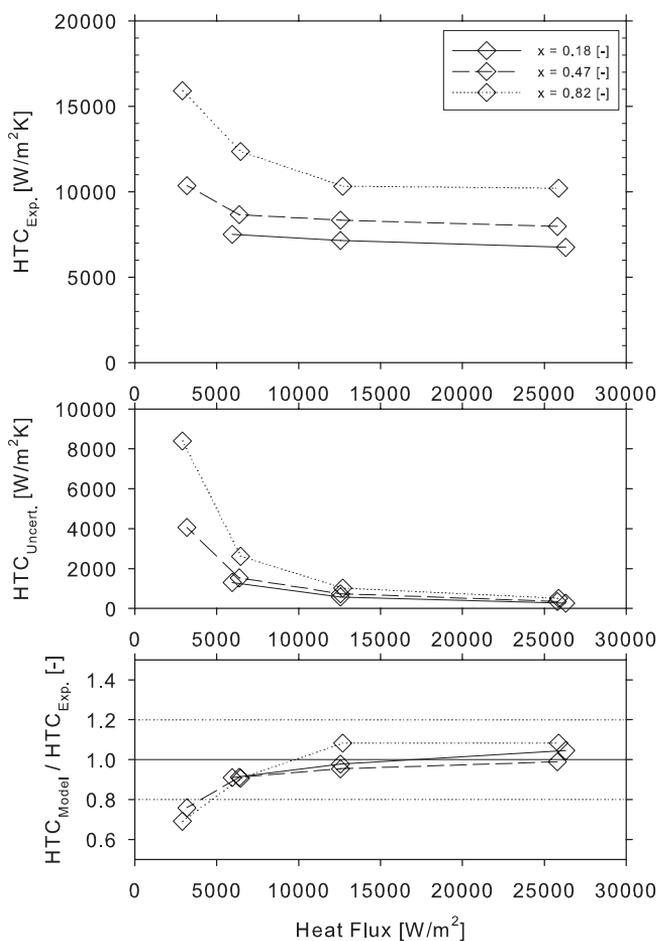 20000
x = 0.18 [-]
x = 0.47 [-]
x = 0.82 [-]
15000
10000
5000
0
HTC_Exp. [W/m²K]
0 5000 10000 15000 20000 25000 30000
10000
8000
6000
4000
2000
0
HTC_Uncert. [W/m²K]
0 5000 10000 15000 20000 25000 30000
1.4
1.2
1.0
0.8
0.6
HTC_Model / HTC_Exp. [-]
0 5000 10000 15000 20000 25000 30000
Heat Flux [W/m²]